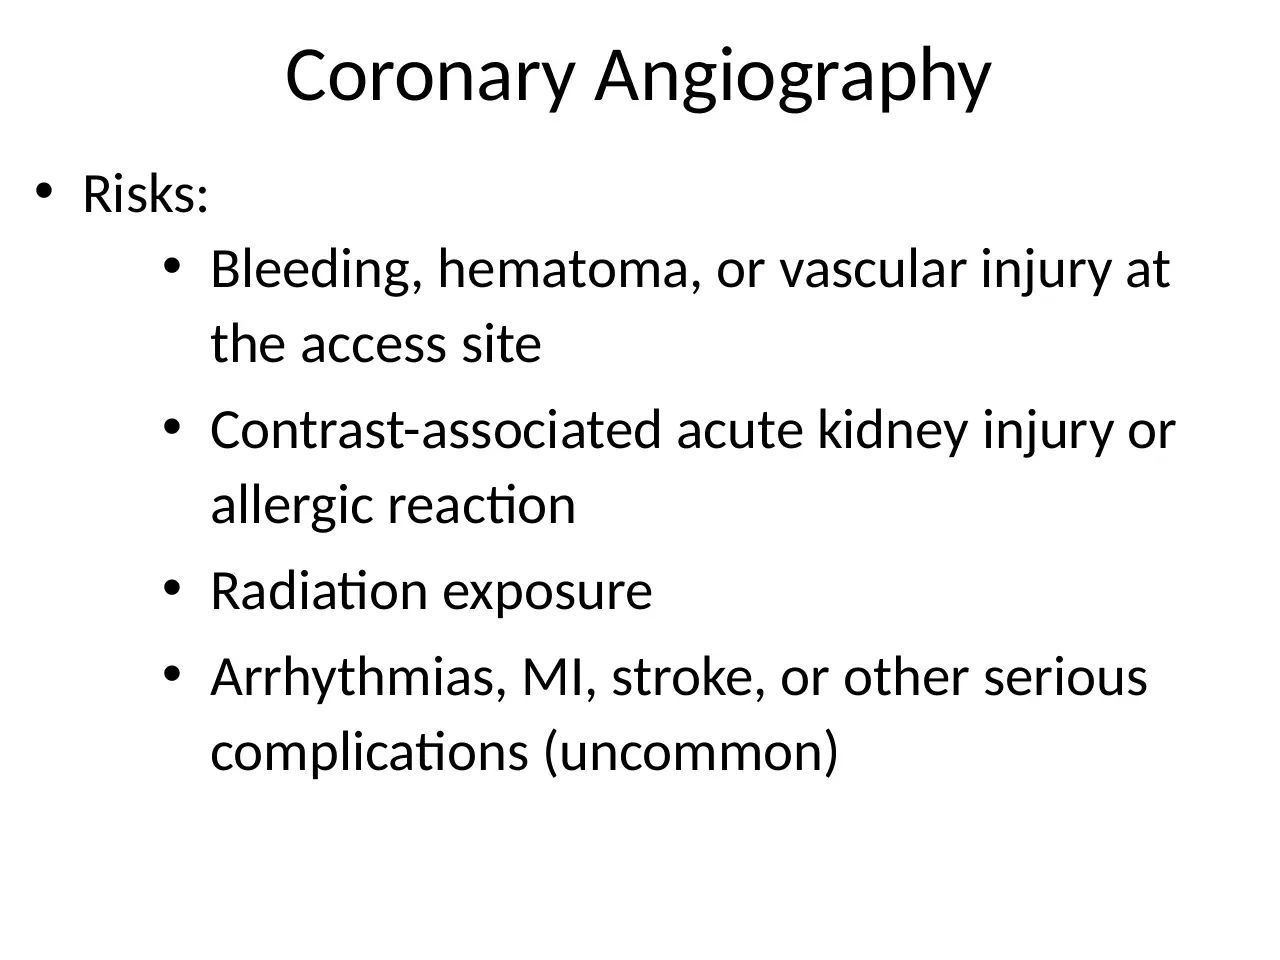 Coronary Angiography
• Risks:
• Bleeding, hematoma, or vascular injury at
the access site
• Contrast-associated acute kidney injury or
allergic reaction
• Radiation exposure
• Arrhythmias, MI, stroke, or other serious
complications (uncommon)